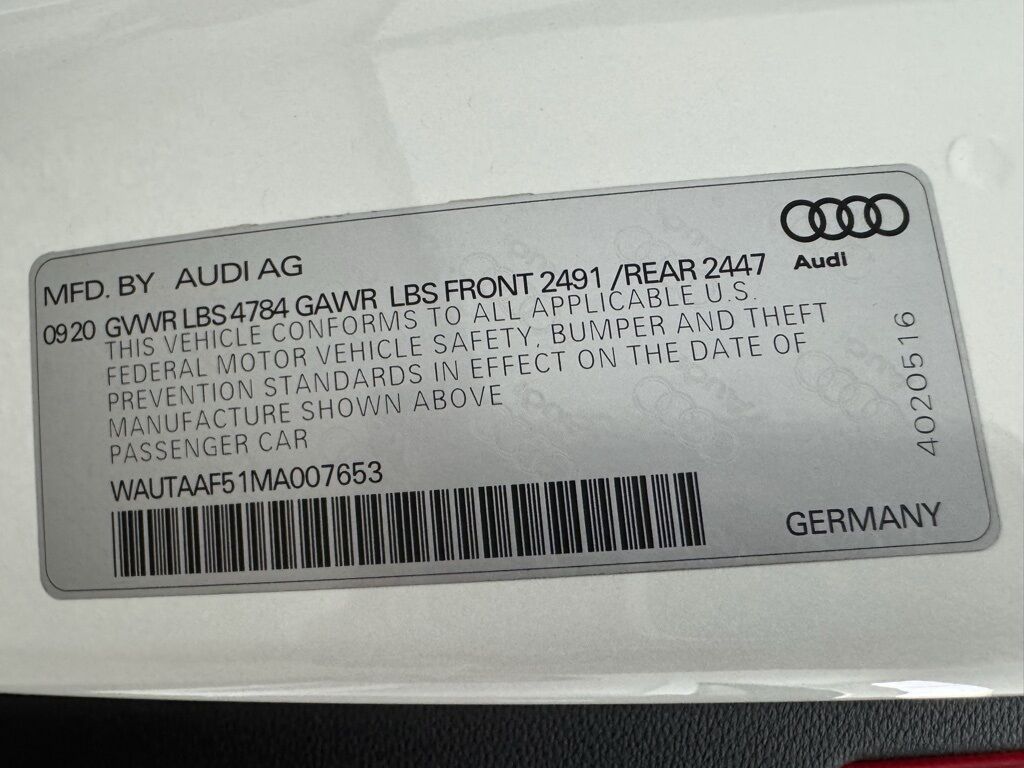 MFD. BY AUDI AG
Audi
0920 GVWR LBS 4784 GAWR LBS FRONT 2491 /REAR 2447
THIS VEHICLE CONFORMS TO ALL APPLICABLE U.S.
FEDERAL MOTOR VEHICLE SAFETY, BUMPER AND THEFT
PREVENTION STANDARDS IN EFFECT ON THE DATE OF
MANUFACTURE SHOWN ABOVE
PASSENGER CAR
WAUTAAF51MA007653
4020516
GERMANY